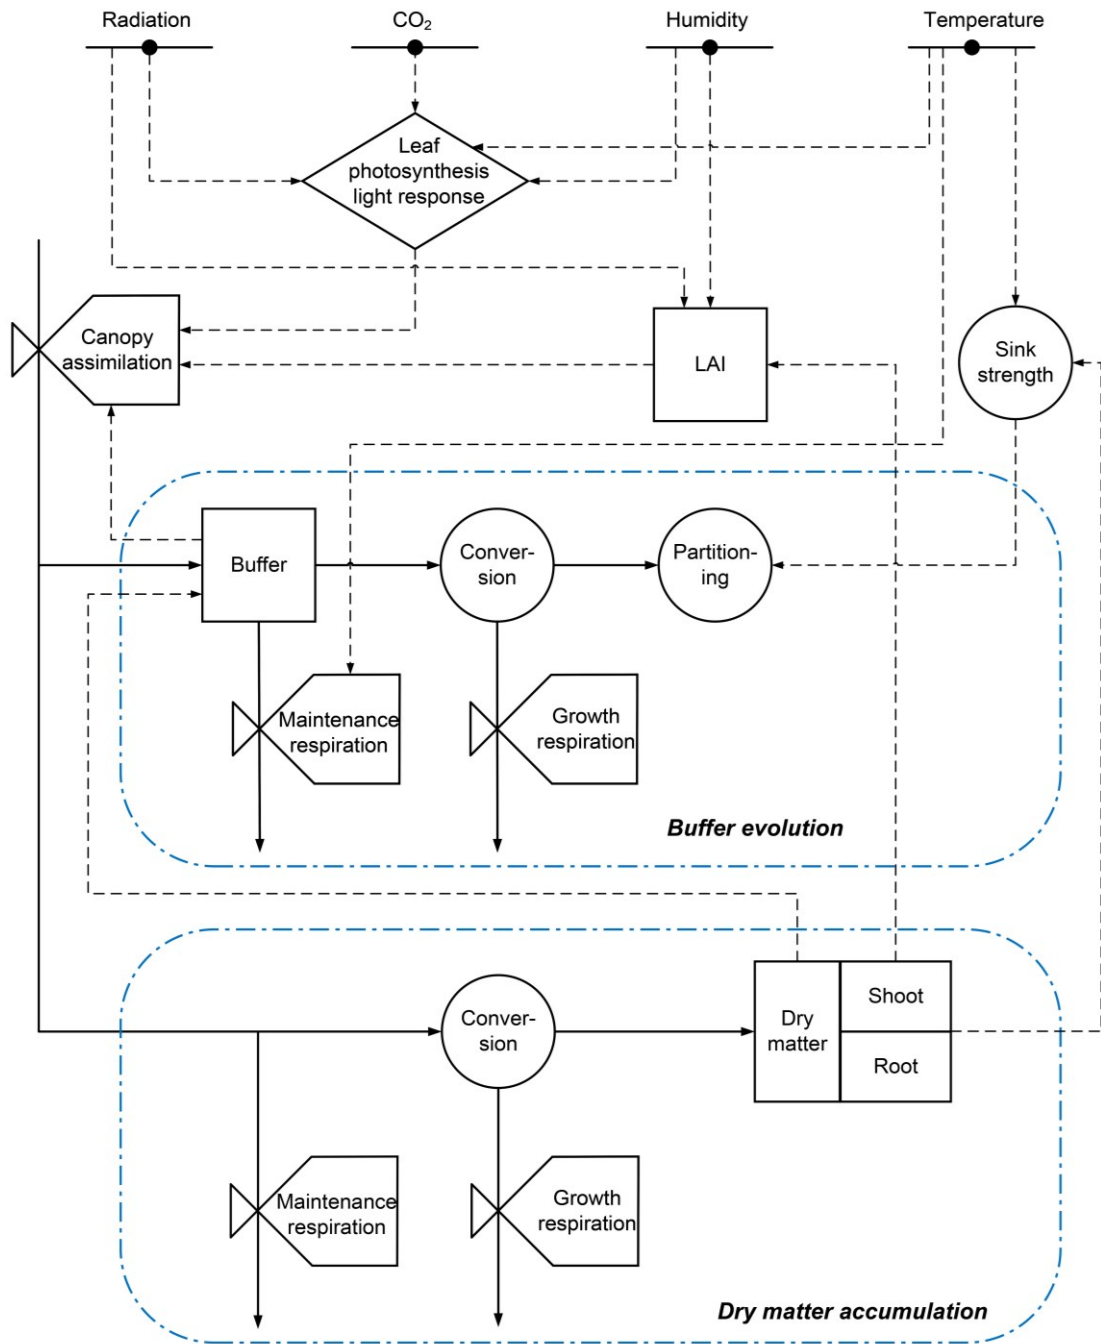 Radiation
CO₂
Humidity
Temperature
Leaf
photosynthesis
light response
Canopy
assimilation
LAI
Sink
strength
Buffer
Conver-
sion
Partition-
ing
Maintenance
respiration
Growth
respiration
Buffer evolution
Conver-
sion
Dry
matter
Shoot
Root
Maintenance
respiration
Growth
respiration
Dry matter accumulation